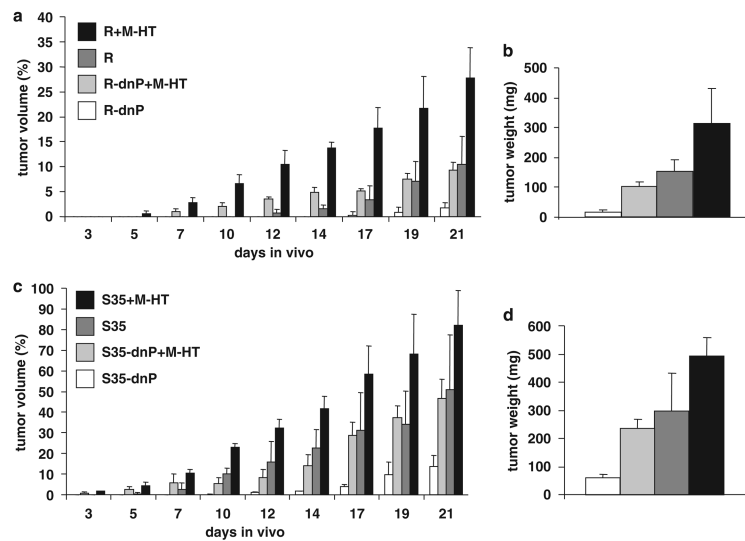 a
tumor volume (%)
40
35
30
25
20
15
10
5
0
R+M-HT
R
R-dnP+M-HT
R-dnP
3 5 7 10 12 14 17 19 21
days in vivo
b
tumor weight (mg)
500
400
300
200
100
0
c
tumor volume (%)
100
90
80
70
60
50
40
30
20
10
0
S35+M-HT
S35
S35-dnP+M-HT
S35-dnP
3 5 7 10 12 14 17 19 21
days in vivo
d
tumor weight (mg)
600
500
400
300
200
100
0